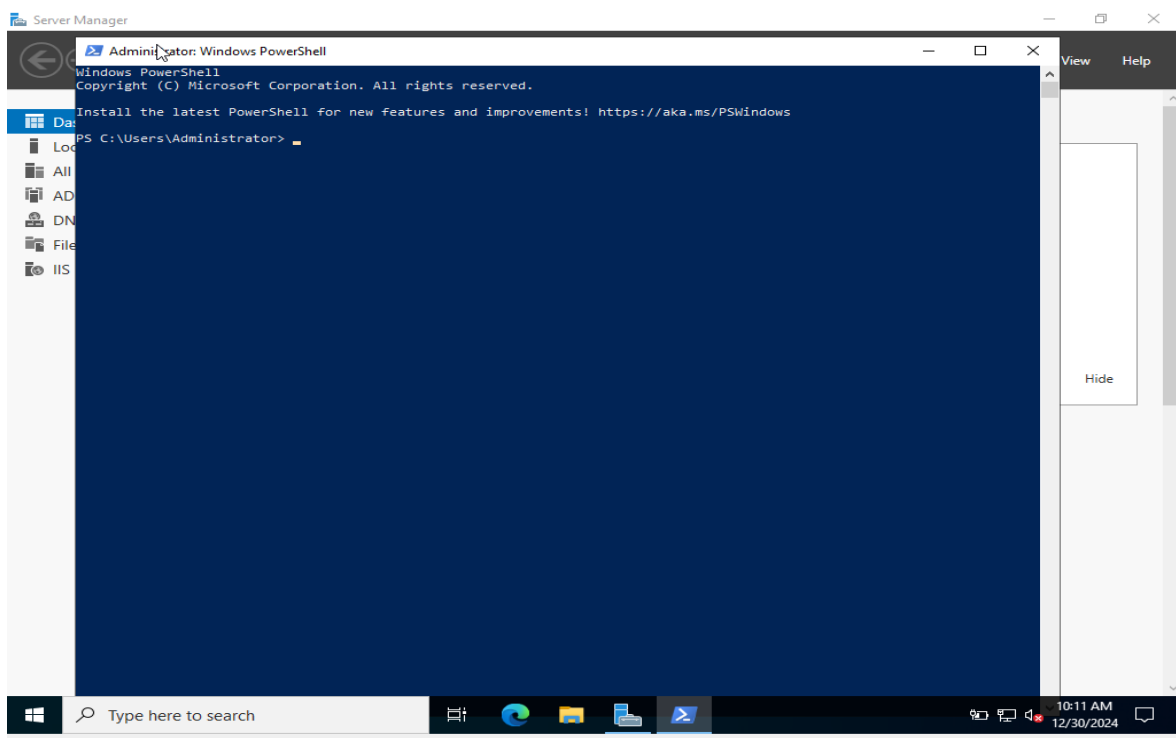 Server Manager
Administrator: Windows PowerShell
View Help
Windows PowerShell
Copyright (C) Microsoft Corporation. All rights reserved.
Install the latest PowerShell for new features and improvements! https://aka.ms/PSWindows
PS C:\Users\Administrator>
Da
Loc
All
AD
DN
File
IIS
Hide
Type here to search
10:11 AM
12/30/2024